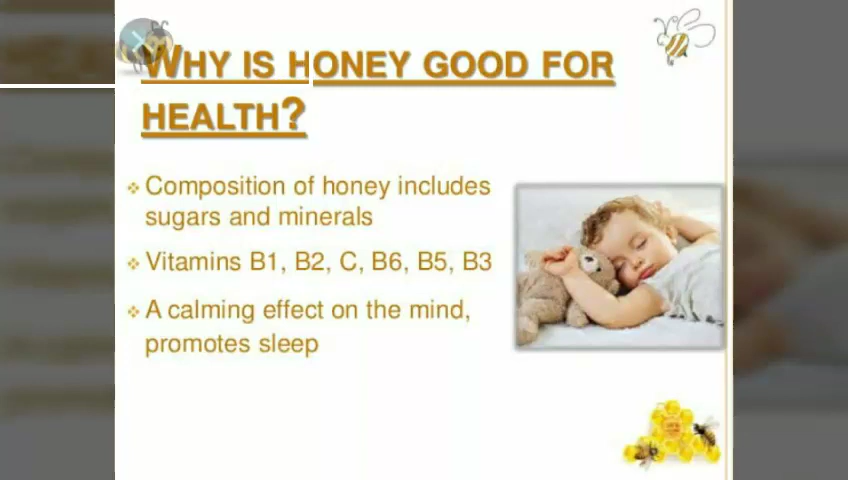 WHY IS HONEY GOOD FOR
HEALTH?
Composition of honey includes
sugars and minerals
Vitamins B1, B2, C, B6, B5, B3
A calming effect on the mind,
promotes sleep